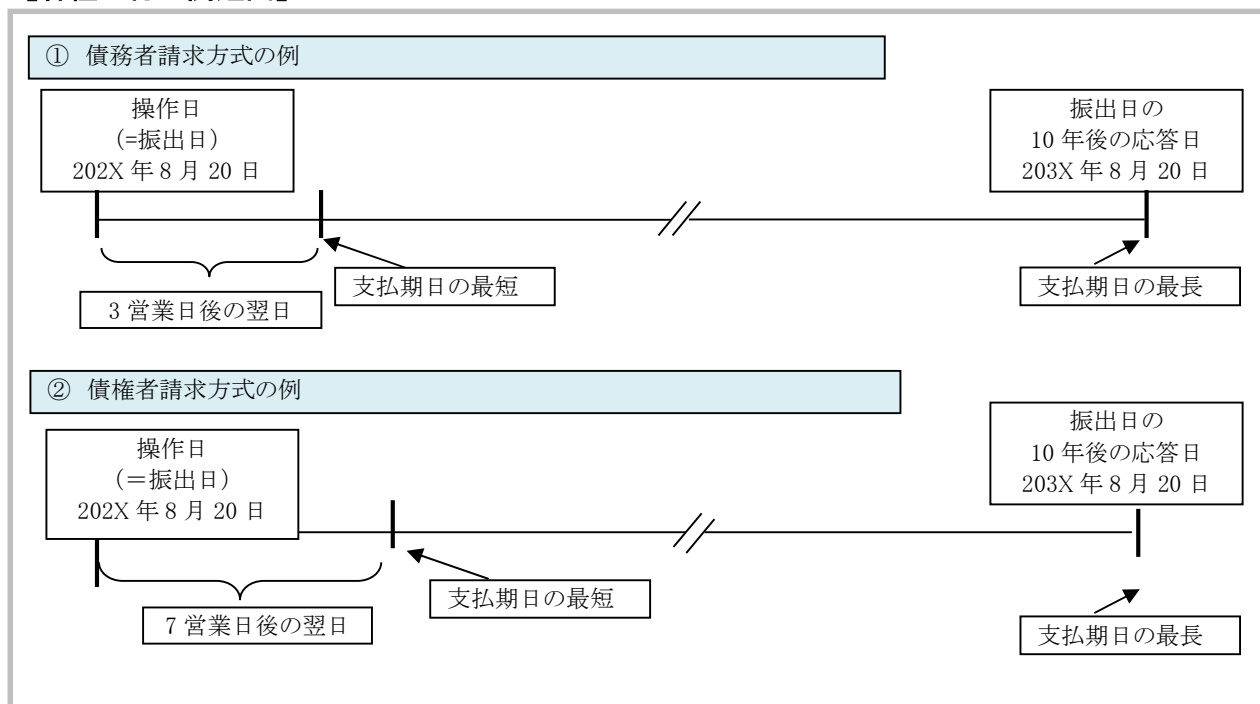 ① 債務者請求方式の例
操作日
(=振出日)
202X 年 8 月 20 日
振出日の
10 年後の応答日
203X 年 8 月 20 日
支払期日の最短
支払期日の最長
3 営業日後の翌日
② 債権者請求方式の例
操作日
(＝振出日)
202X 年 8 月 20 日
振出日の
10 年後の応答日
203X 年 8 月 20 日
支払期日の最短
7 営業日後の翌日
支払期日の最長